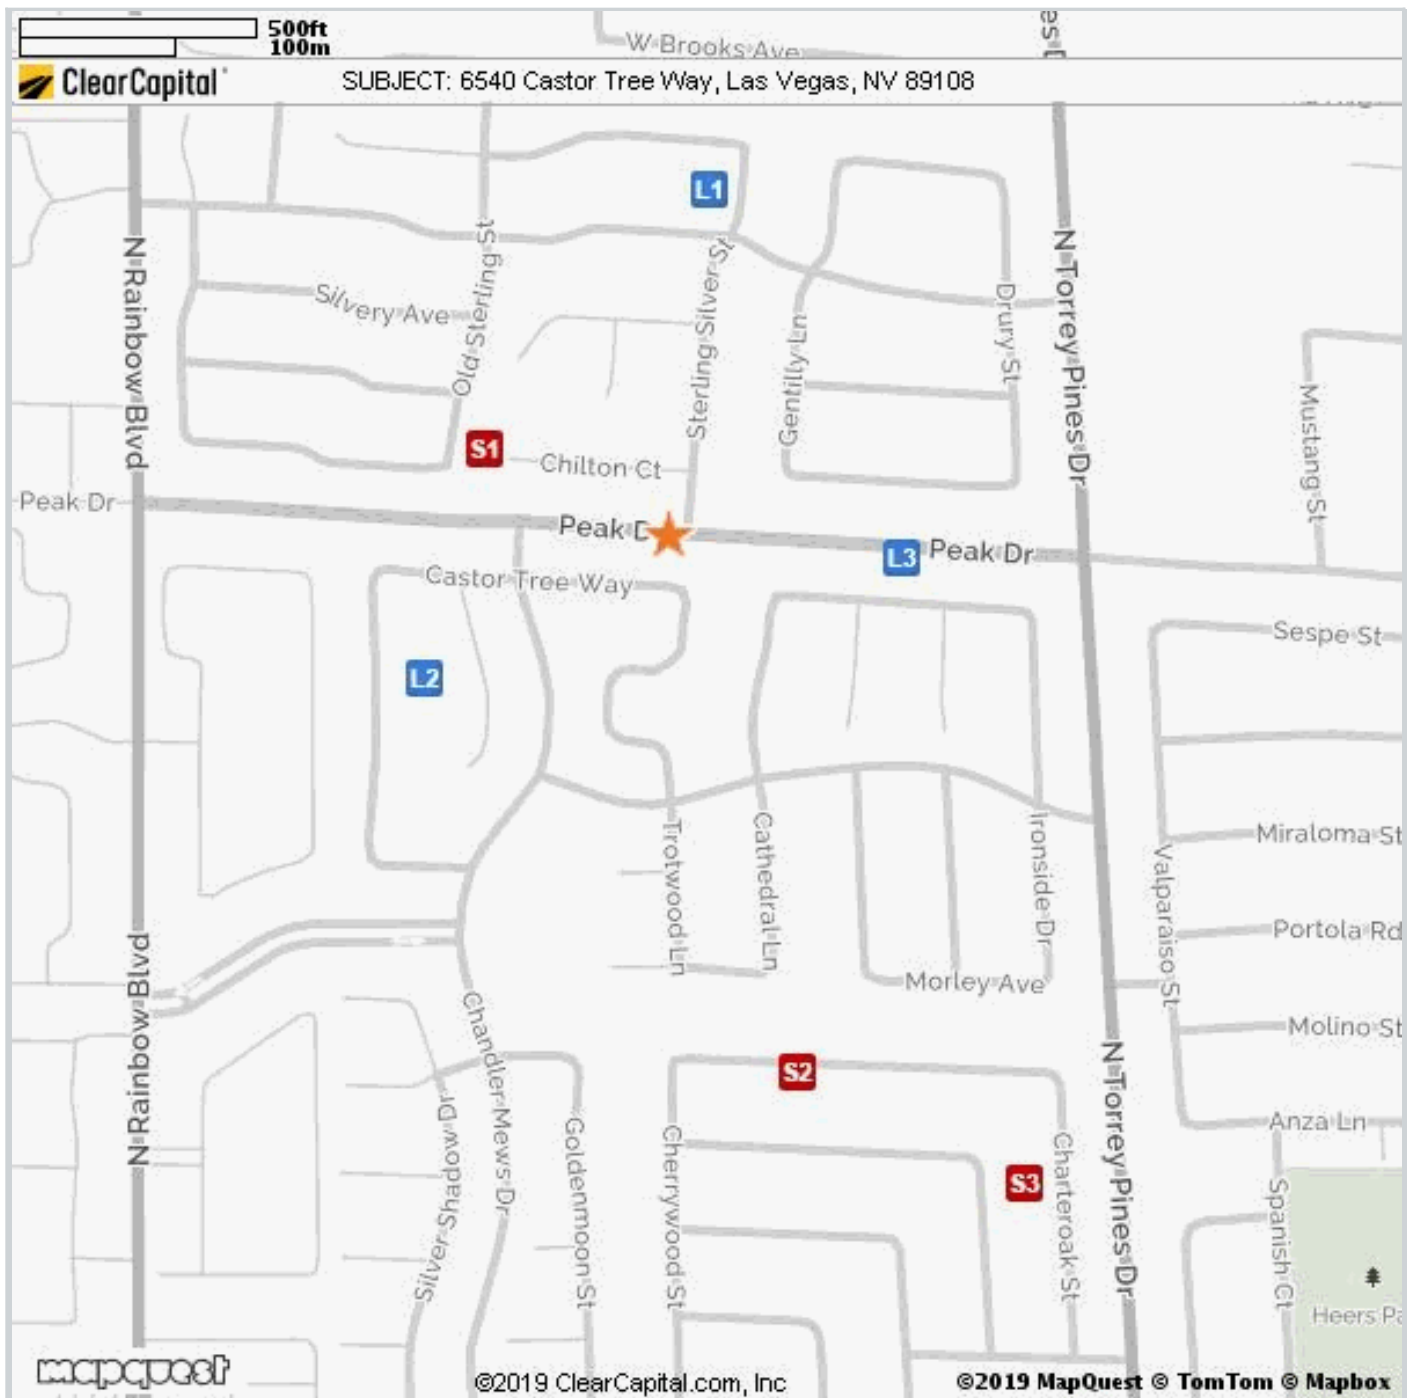 500ft
100m
W Brooks Ave
ClearCapital
SUBJECT: 6540 Castor Tree Way, Las Vegas, NV 89108
L1
N Rainbow Blvd
Old Sterling St
Sterling Silver St
N Torrey Pines Dr
Silvery Ave
Gentilly Ln
Drury St
Mustang St
S1
Chilton Ct
Peak Dr
Peak D
L3
Peak Dr
Castor Tree Way
Sespe St
L2
Trotwood Ln
Cathedral Ln
Ironside Dr
Miraloma St
Valparaiso St
Portola Rd
N Rainbow Blvd
Morley Ave
Chandler Mews Dr
Molino St
S2
N Torrey Pines Dr
Anza Ln
Silver Shadow Dr
Goldenmoon St
Cherrywood St
Charteroak St
S3
Spanish Ct
Heers Pa
mapquest
©2019 ClearCapital.com, Inc
©2019 MapQuest © TomTom © Mapbox